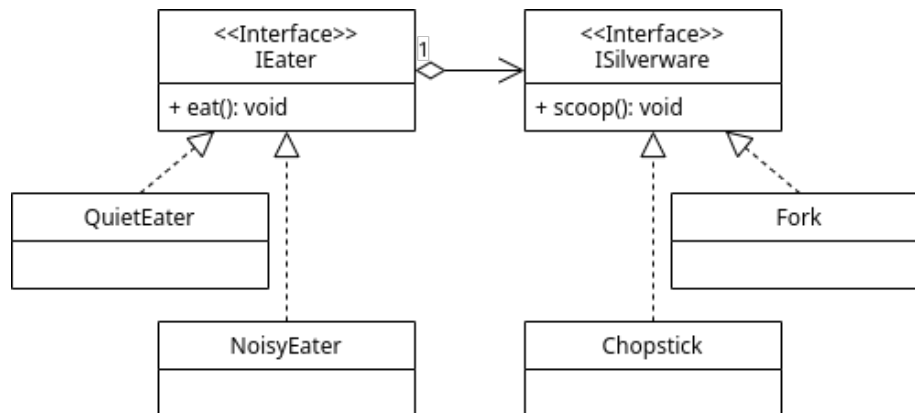 <<Interface>>
IEater
+ eat(): void
1
<<Interface>>
ISilverware
+ scoop(): void
QuietEater
Fork
NoisyEater
Chopstick